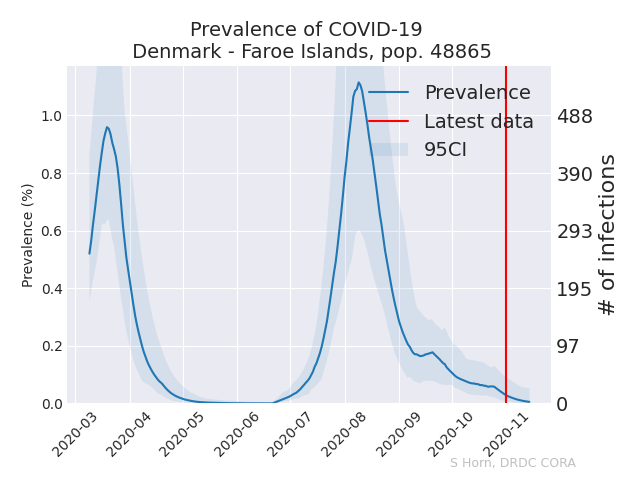 Prevalence of COVID-19
Denmark - Faroe Islands, pop. 48865
Prevalence
Latest data
95CI
Prevalence (%)
1.0
0.8
0.6
0.4
0.2
0.0
488
390
293
195
97
0
# of infections
2020-03
2020-04
2020-05
2020-06
2020-07
2020-08
2020-09
2020-10
2020-11
S Horn, DRDC CORA